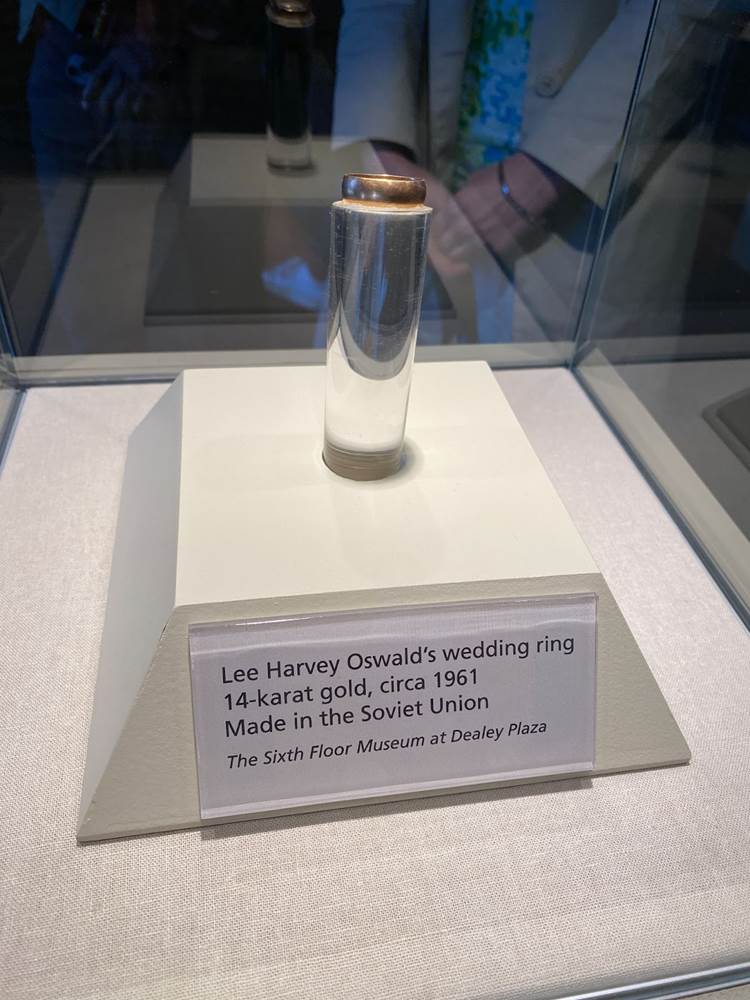 Lee Harvey Oswald's wedding ring
14-karat gold, circa 1961
Made in the Soviet Union
The Sixth Floor Museum at Dealey Plaza